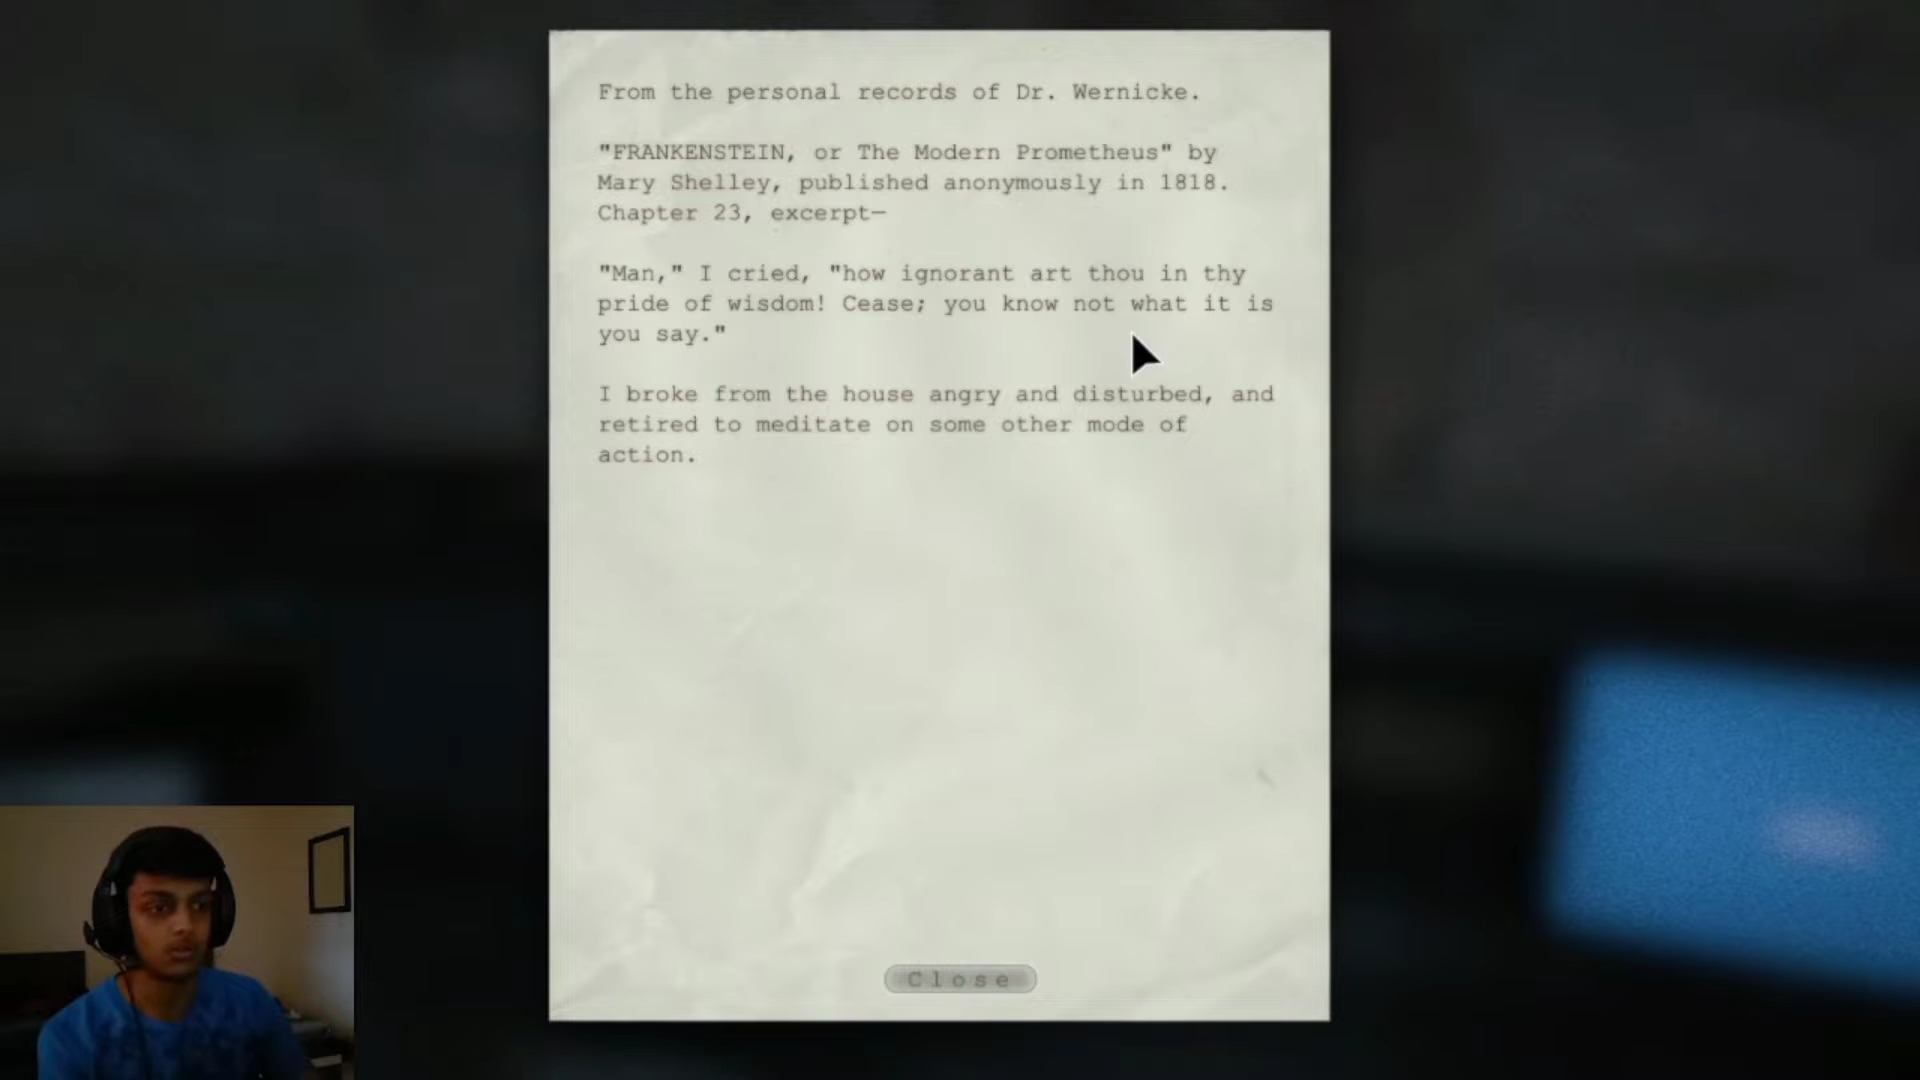 From the personal records of Dr. Wernicke.
"FRANKENSTEIN, or The Modern Prometheus" by
Mary Shelley, published anonymously in 1818.
Chapter 23, excerpt—
"Man," I cried, "how ignorant art thou in thy
pride of wisdom! Cease; you know not what it is
you say."
I broke from the house angry and disturbed, and
retired to meditate on some other mode of
action.
Close